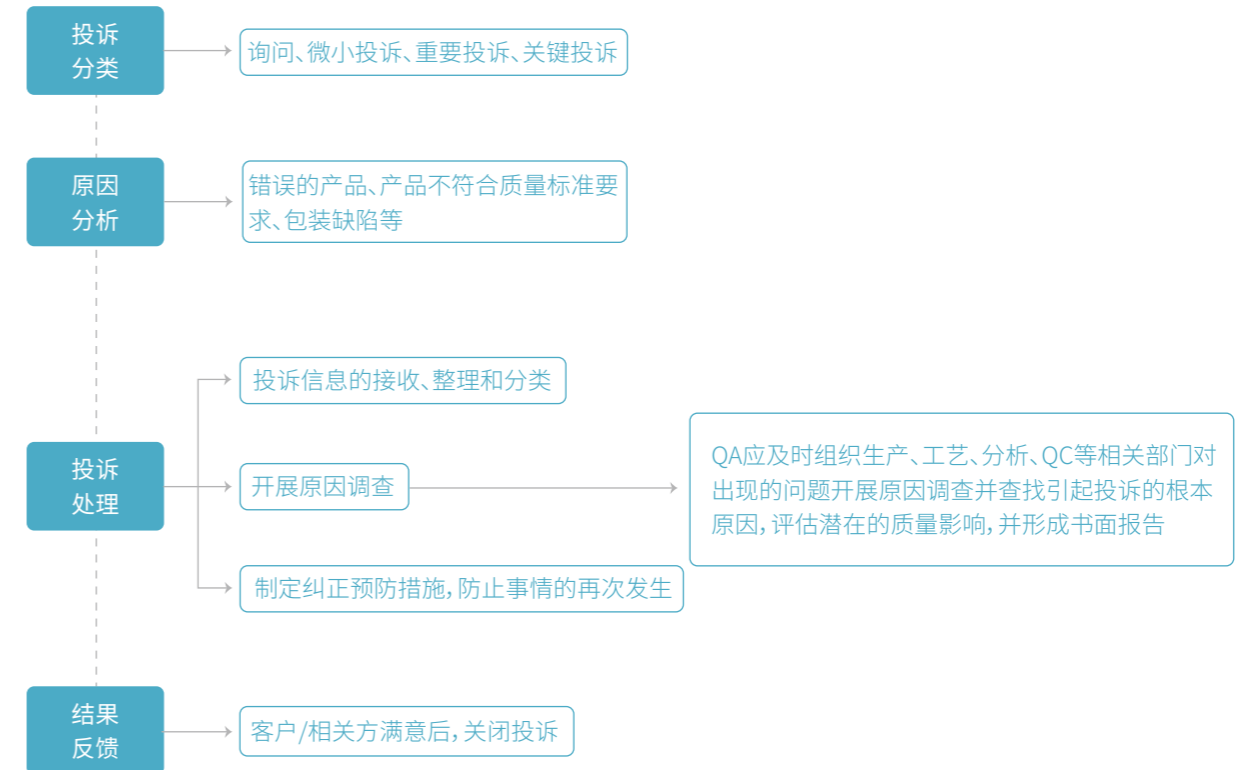 投诉
分类
询问、微小投诉、重要投诉、关键投诉
原因
分析
错误的产品、产品不符合质量标准要
求、包装缺陷等
投诉
处理
投诉信息的接收、整理和分类
开展原因调查
QA应及时组织生产、工艺、分析、QC等相关部门对
出现的问题开展原因调查并查找引起投诉的根本
原因，评估潜在的质量影响，并形成书面报告
制定纠正预防措施，防止事情的再次发生
结果
反馈
客户/相关方满意后，关闭投诉